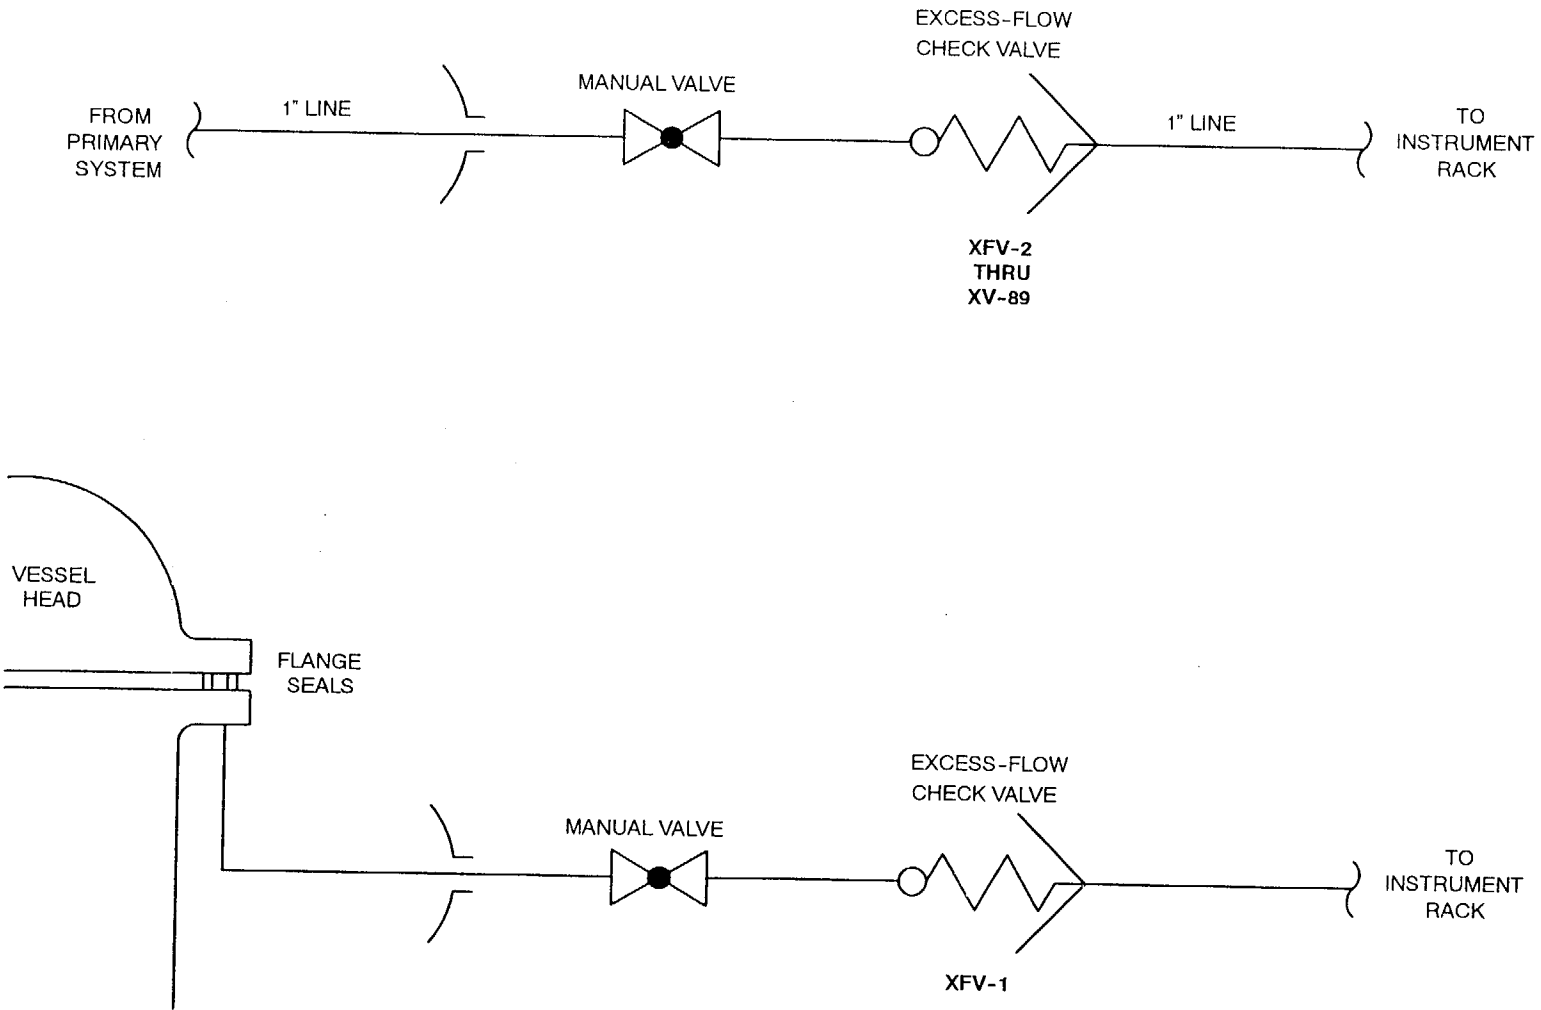 EXCESS-FLOW
CHECK VALVE
MANUAL VALVE
FROM
PRIMARY
SYSTEM
1" LINE
1" LINE
TO
INSTRUMENT
RACK
XFV-2
THRU
XV-89
VESSEL
HEAD
FLANGE
SEALS
EXCESS-FLOW
CHECK VALVE
MANUAL VALVE
TO
INSTRUMENT
RACK
XFV-1